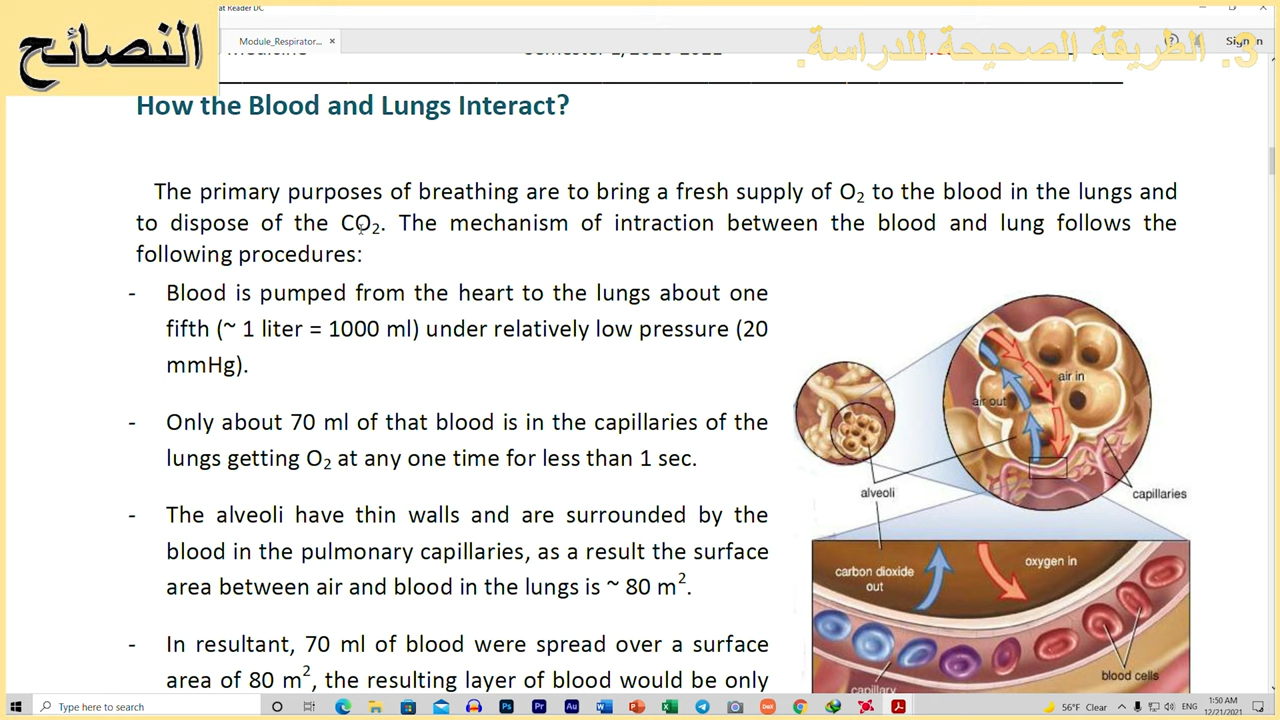 at Reader DC
النصائح
Module_Respirator... ×
3. الطريقة الصحيحة للدراسة.
Sign In
How the Blood and Lungs Interact?
The primary purposes of breathing are to bring a fresh supply of O₂ to the blood in the lungs and
to dispose of the CO₂. The mechanism of intraction between the blood and lung follows the
following procedures:
- Blood is pumped from the heart to the lungs about one
fifth (~ 1 liter = 1000 ml) under relatively low pressure (20
mmHg).
- Only about 70 ml of that blood is in the capillaries of the
lungs getting O₂ at any one time for less than 1 sec.
- The alveoli have thin walls and are surrounded by the
blood in the pulmonary capillaries, as a result the surface
area between air and blood in the lungs is ~ 80 m².
- In resultant, 70 ml of blood were spread over a surface
area of 80 m², the resulting layer of blood would be only
air in
air out
alveoli
capillaries
carbon dioxide
out
oxygen in
blood cells
capillary
Type here to search
56°F Clear
ENG
1:50 AM
12/21/2021